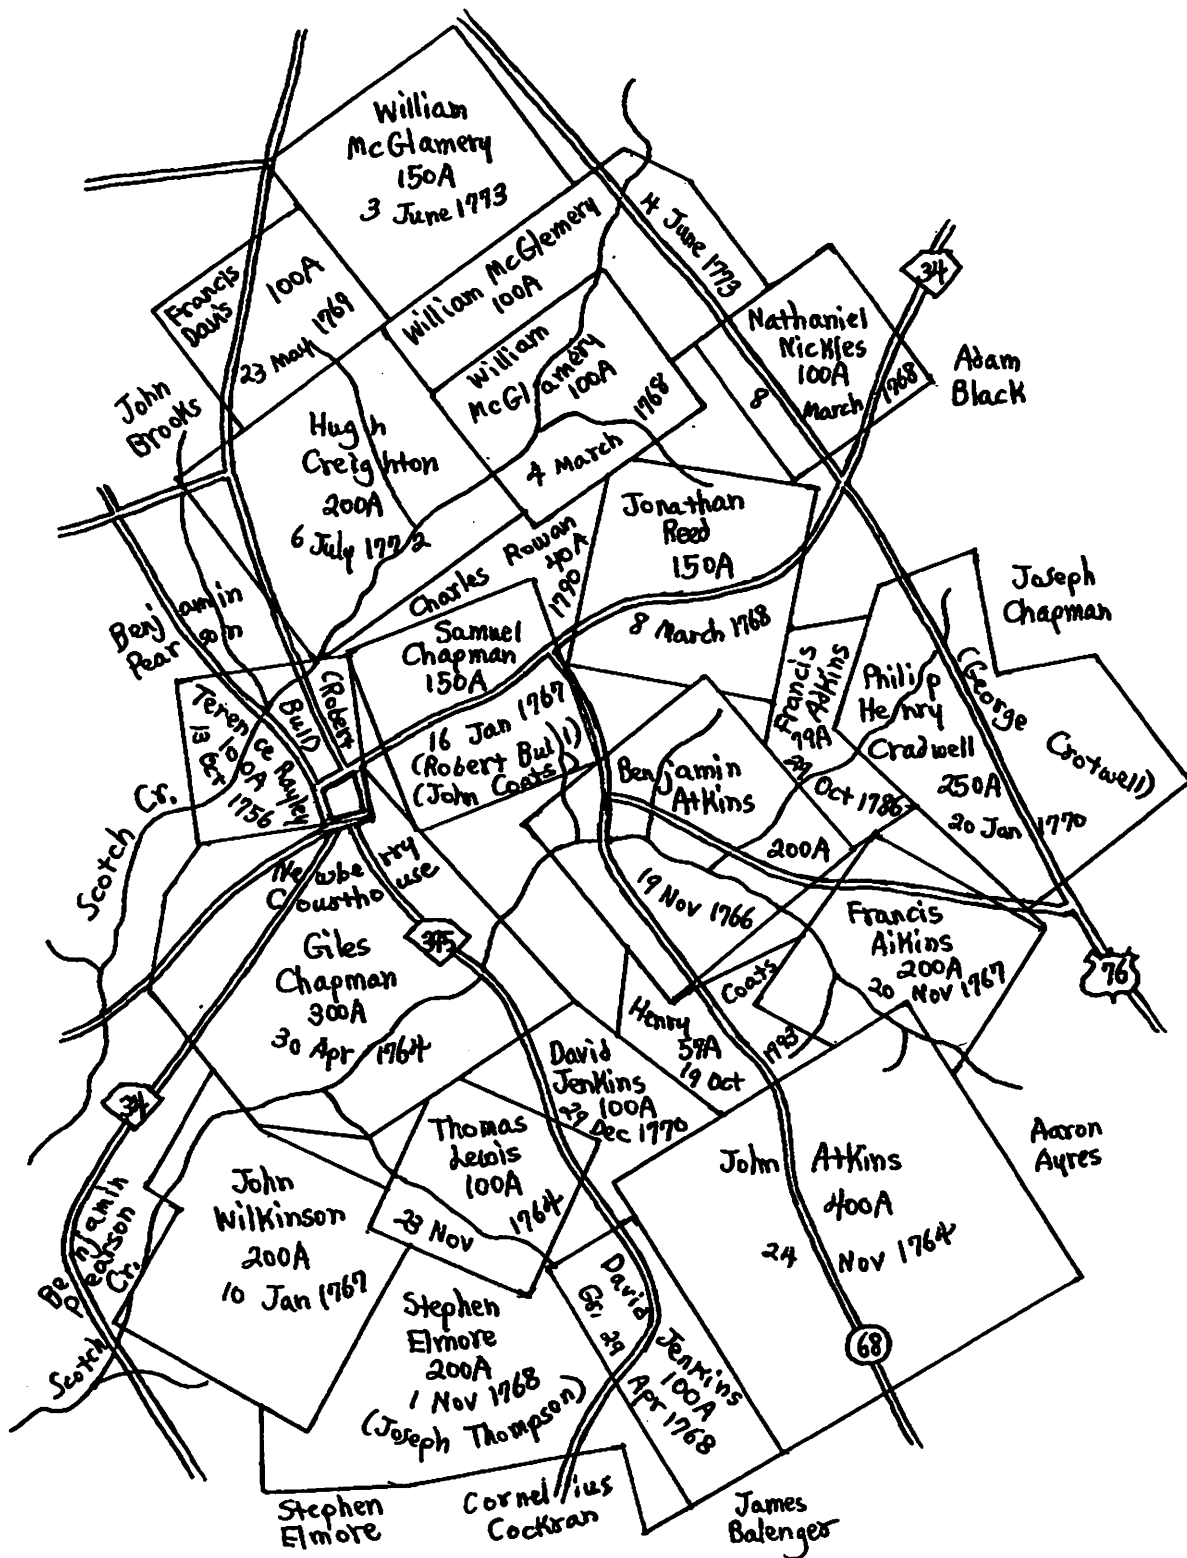 William
McGlamery
150A
3 June 1773
4 June 1773
William McGlemery
100A
Francis
Davis
100A
23 May 1769
34
Nathaniel
Nickles
100A
8 March 1768
Adam
Black
William
McGlamery
100A
4 March 1768
John
Brooks
Hugh
Creighton
200A
6 July 1772
Jonathan
Reed
150A
8 March 1768
Charles Rowan
40A
1790
Joseph
Chapman
Benjamin
Pearson
Samuel
Chapman
150A
16 Jan 1767
(Robert Bull)
(John Coats)
(Robert
Bull)
Terence Rayley
100A
13 Oct
1756
Francis
Adkins
79A
29 Oct 1786
Philip
Henry
Cradwell
250A
20 Jan 1770
(George
Crotwell)
Benjamin
Atkins
200A
19 Nov 1766
Scotch Cr.
Newberry
Courthouse
395
Giles
Chapman
300A
30 Apr 1764
Francis
Aikins
200A
20 Nov 1767
76
Henry Coats
57A
19 Oct 1793
David
Jenkins
100A
29 Dec 1770
34
Thomas
Lewis
100A
23 Nov 1764
Aaron
Ayres
John Atkins
400A
24 Nov 1764
John
Wilkinson
200A
10 Jan 1767
Benjamin
Pearson
Scotch Cr.
Stephen
Elmore
200A
1 Nov 1768
(Joseph Thompson)
David Jenkins
100A
Gr. 29 Apr 1768
68
Stephen
Elmore
Cornelius
Cockran
James
Balenger